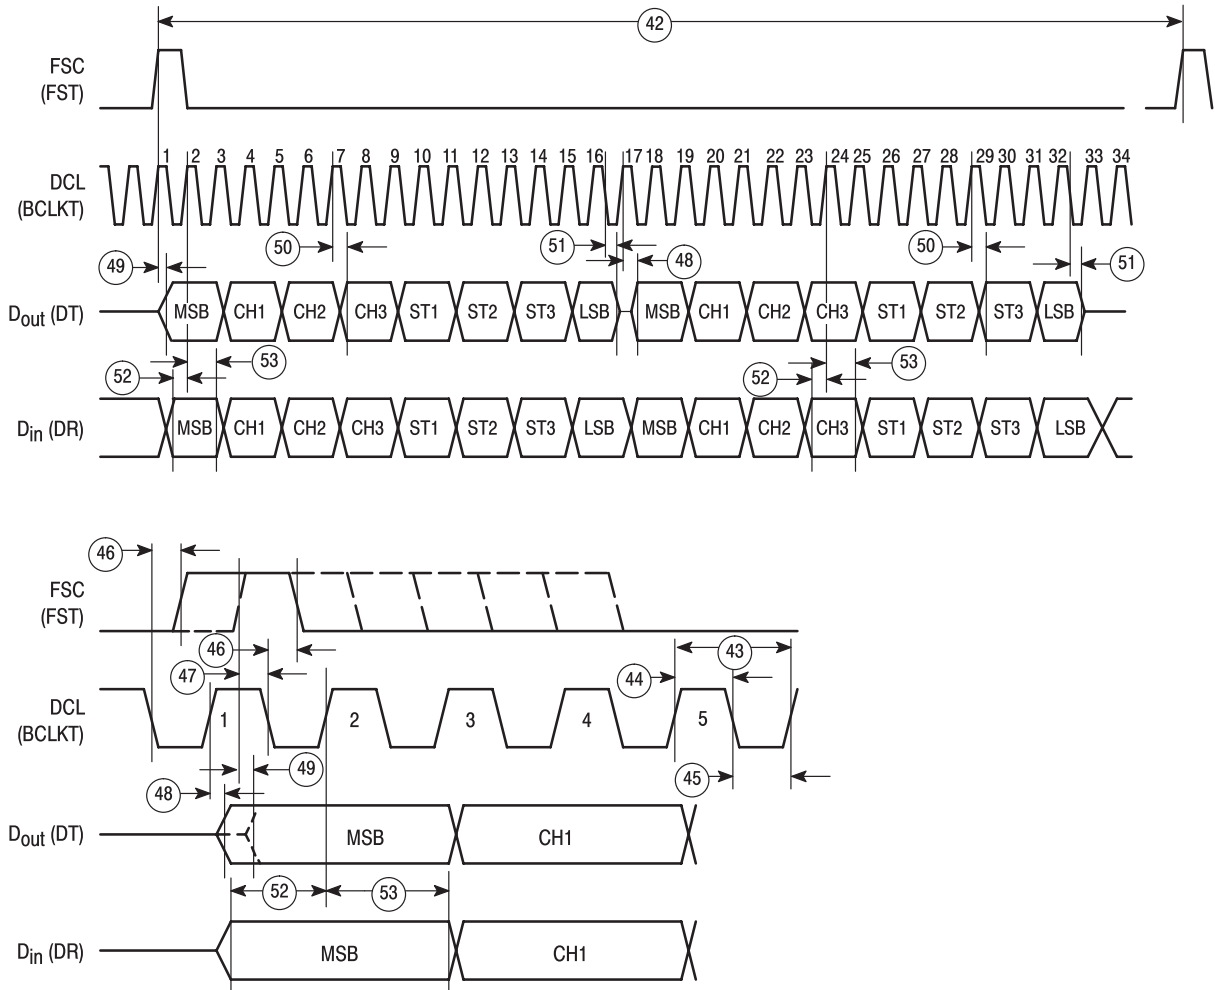 42
FSC
(FST)
1 2 3 4 5 6 7 8 9 10 11 12 13 14 15 16 17 18 19 20 21 22 23 24 25 26 27 28 29 30 31 32 33 34
DCL
(BCLKT)
49 50 51 48 50 51
Dout (DT) MSB CH1 CH2 CH3 ST1 ST2 ST3 LSB MSB CH1 CH2 CH3 ST1 ST2 ST3 LSB
52 53 52 53
Din (DR) MSB CH1 CH2 CH3 ST1 ST2 ST3 LSB MSB CH1 CH2 CH3 ST1 ST2 ST3 LSB
46
FSC
(FST)
46 43
47 44
DCL
(BCLKT)
1 2 3 4 5
49
48 45
Dout (DT) MSB CH1
52 53
Din (DR) MSB CH1